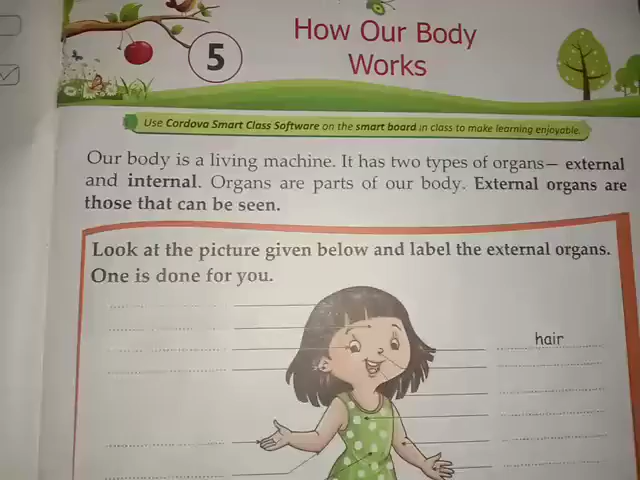 5
How Our Body
Works
Use Cordova Smart Class Software on the smart board in class to make learning enjoyable.
Our body is a living machine. It has two types of organs— external
and internal. Organs are parts of our body. External organs are
those that can be seen.
Look at the picture given below and label the external organs.
One is done for you.
hair